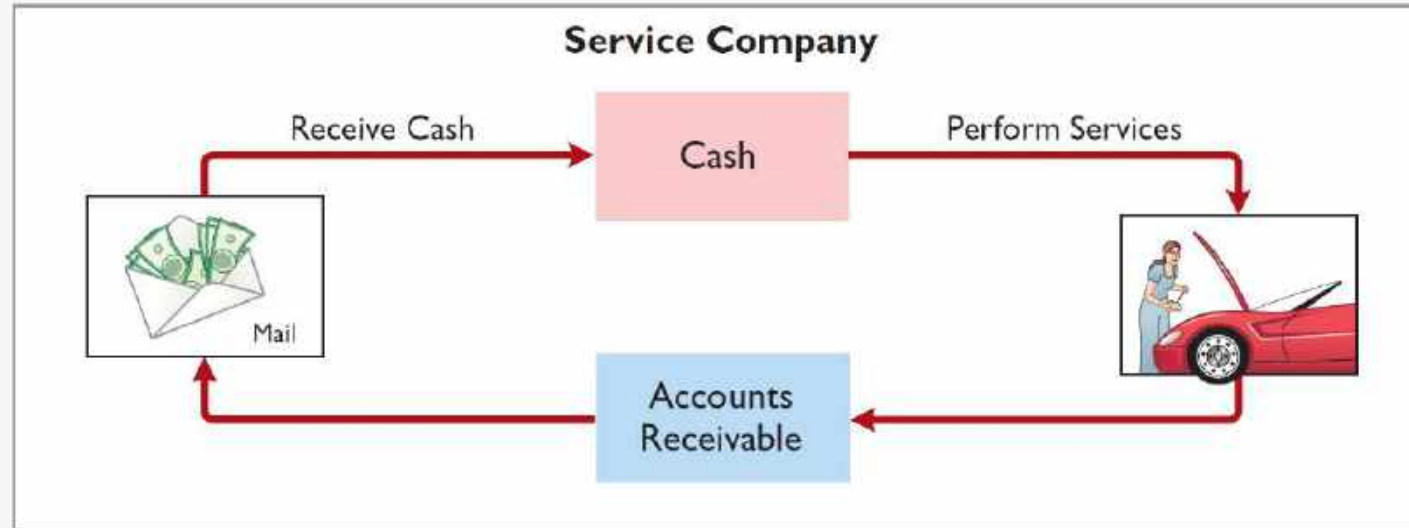 Service Company
Receive Cash
Cash
Perform Services
Mail
Accounts
Receivable